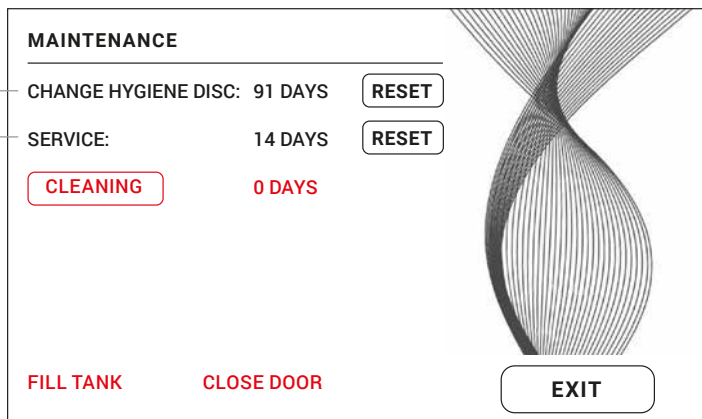 MAINTENANCE
CHANGE HYGIENE DISC: 91 DAYS RESET
SERVICE: 14 DAYS RESET
CLEANING 0 DAYS
FILL TANK CLOSE DOOR EXIT